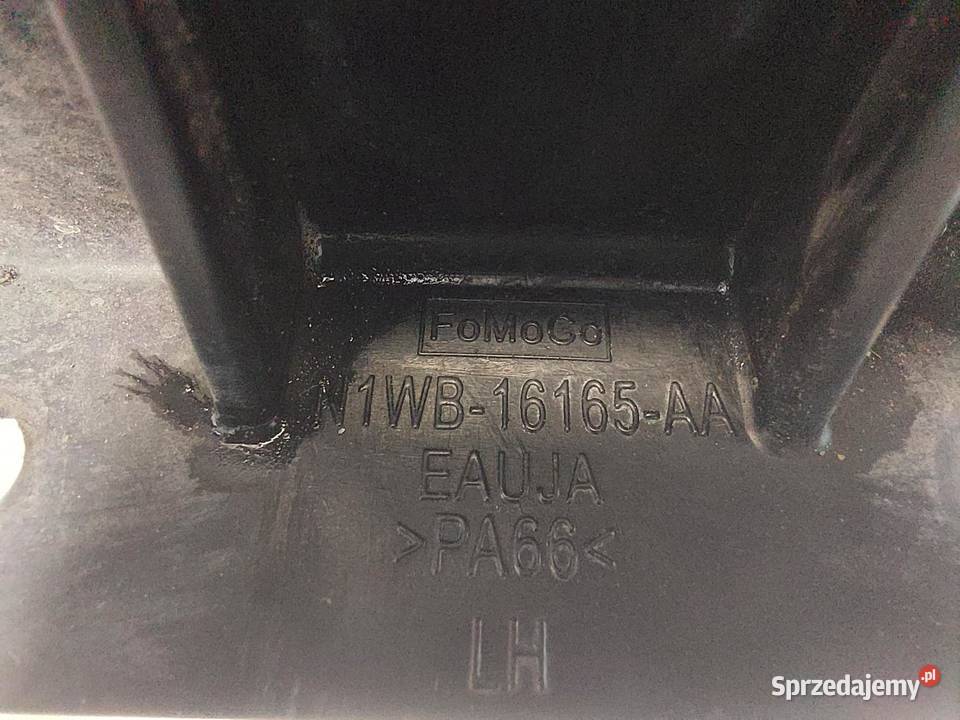 FoMoCo
N1WB-16165-AA
EAUJA
>PA66<
LH
Sprzedajemy.pl